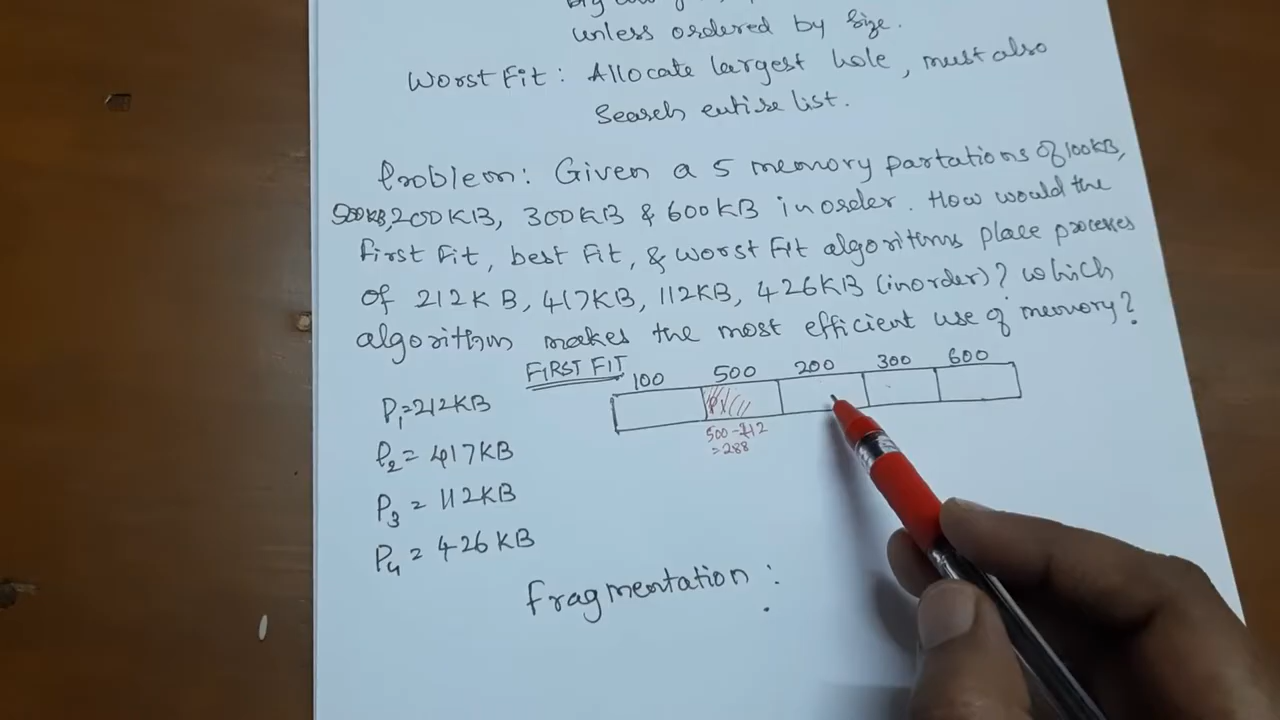 unless ordered by size.
Worst Fit: Allocate largest hole, must also
Search entire list.
Problem: Given a 5 memory partations of 100KB,
500KB, 200KB, 300KB & 600KB in order. How would the
First Fit, best Fit, & worst Fit algorithms place processes
of 212KB, 417KB, 112KB, 426KB (inorder)? which
algorithm makes the most efficient use of memory?
FIRST FIT
100 500 200 300 600
P1=212KB
P1
500-212
=288
P2=417KB
P3=112KB
P4=426KB
fragmentation: